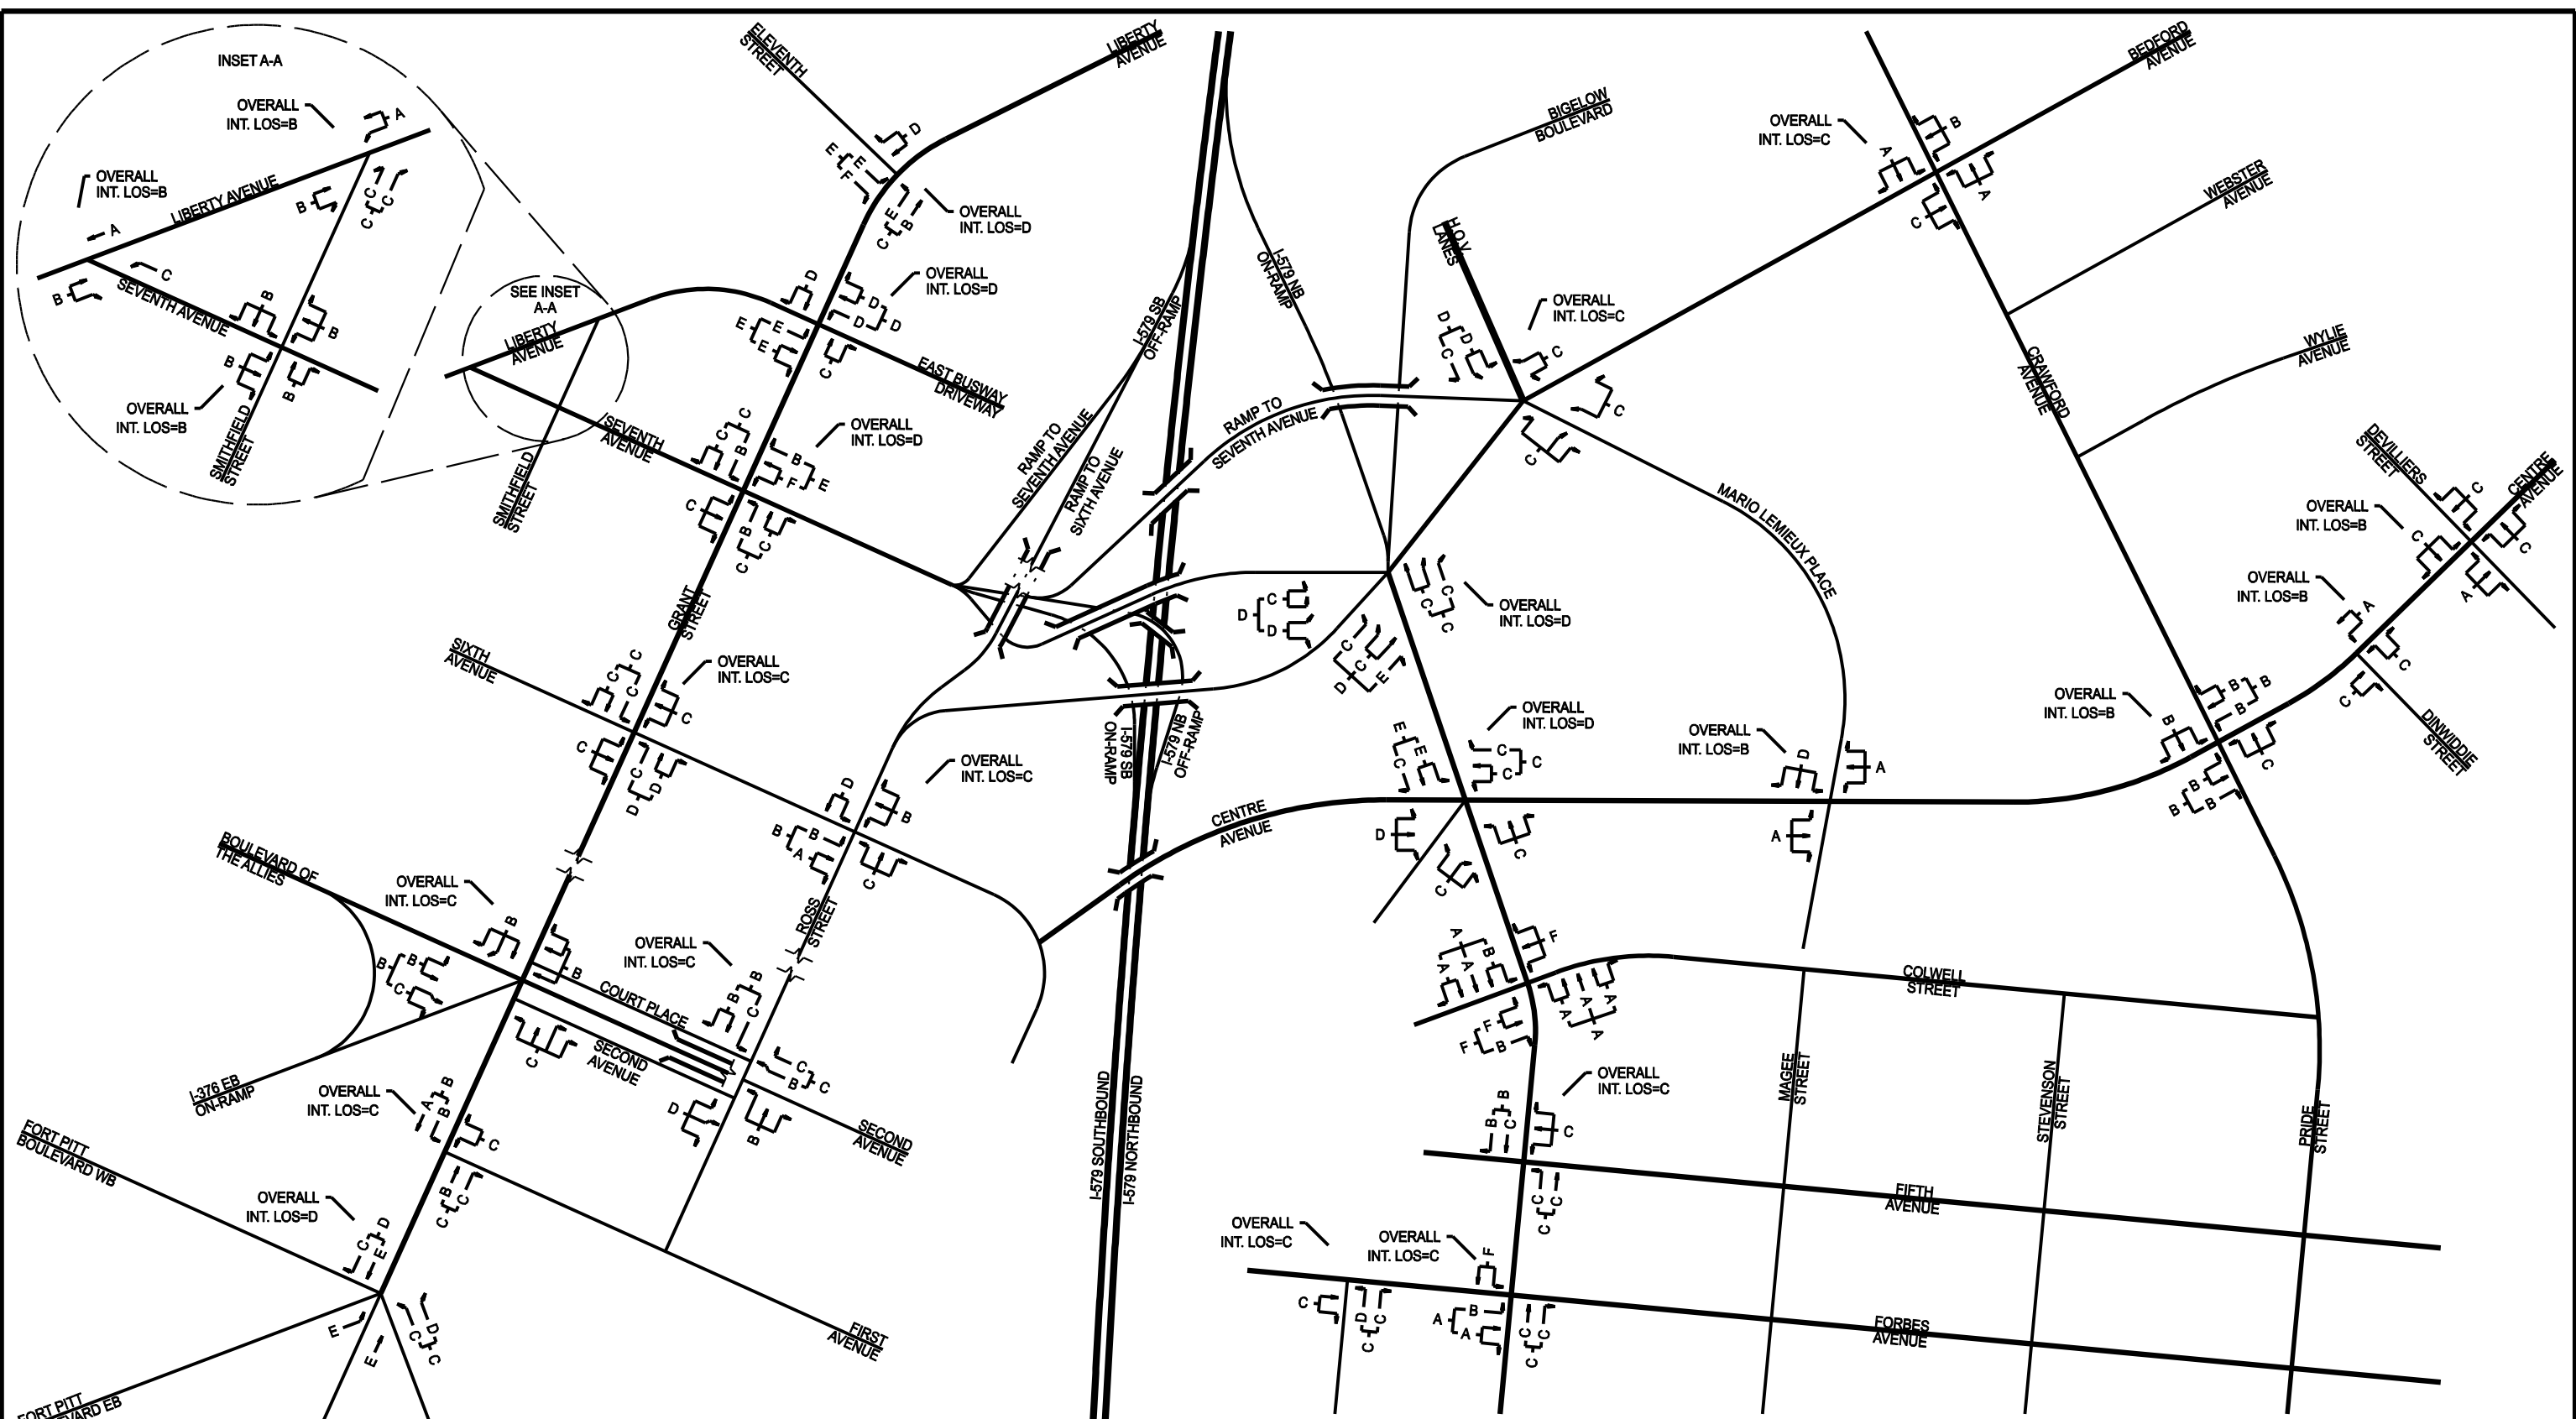 INSET A-A
OVERALL
INT. LOS=B
A
OVERALL
INT. LOS=B
LIBERTY AVENUE
B
C
C
C
A
C
B
SEVENTH AVENUE
B
B
B
B
OVERALL
INT. LOS=B
SMITHFIELD
STREET
SEE INSET
A-A
LIBERTY
AVENUE
SMITHFIELD
STREET
SEVENTH
AVENUE
ELEVENTH
STREET
LIBERTY
AVENUE
D
E
E
F
E
B
C
OVERALL
INT. LOS=D
D
OVERALL
INT. LOS=D
D
D
D
E
E
E
C
EAST BUSWAY
DRIVEWAY
C
C
B
OVERALL
INT. LOS=D
B
F
E
C
B
C
C
GRANT
STREET
SIXTH
AVENUE
C
C
C
OVERALL
INT. LOS=C
C
C
C
D
D
OVERALL
INT. LOS=C
D
B
B
B
A
C
ROSS
STREET
BOULEVARD OF
THE ALLIES
OVERALL
INT. LOS=C
B
B
B
B
C
C
COURT PLACE
SECOND
AVENUE
OVERALL
INT. LOS=C
B
B
C
C
B
C
D
B
SECOND
AVENUE
I-376 EB
ON-RAMP
OVERALL
INT. LOS=C
B
A
B
C
B
C
C
FORT PITT
BOULEVARD WB
OVERALL
INT. LOS=D
D
C
E
E
E
C
D
C
FIRST
AVENUE
FORT PITT
I-579 SB
OFF-RAMP
I-579 NB
ON-RAMP
BIGELOW
BOULEVARD
RAMP TO
SEVENTH AVENUE
RAMP TO
SIXTH AVENUE
RAMP TO
SEVENTH AVENUE
H.O.V.
LANES
OVERALL
INT. LOS=C
D
D
C
C
C
C
MARIO LEMIEUX PLACE
D
C
D
C
C
C
OVERALL
INT. LOS=D
C
C
D
E
I-579 SB
ON-RAMP
I-579 NB
OFF-RAMP
CENTRE
AVENUE
OVERALL
INT. LOS=D
E
E
C
C
C
C
D
C
C
OVERALL
INT. LOS=B
D
A
A
I-579 SOUTHBOUND
I-579 NORTHBOUND
A
A
A
B
F
A
A
A
A
F
F
B
COLWELL
STREET
OVERALL
INT. LOS=C
B
B
C
C
C
C
C
FIFTH
AVENUE
OVERALL
INT. LOS=C
OVERALL
INT. LOS=C
F
C
D
C
C
A
B
A
C
C
C
FORBES
AVENUE
MAGEE
STREET
STEVENSON
STREET
PRIDE
STREET
BEDFORD
AVENUE
OVERALL
INT. LOS=C
B
A
A
C
WEBSTER
AVENUE
WYLIE
AVENUE
CRAWFORD
AVENUE
DEVILLIERS
STREET
CENTRE
AVENUE
OVERALL
INT. LOS=B
C
C
C
A
OVERALL
INT. LOS=B
A
C
C
DINWIDDIE
STREET
OVERALL
INT. LOS=B
B
B
B
B
C
B
B
B